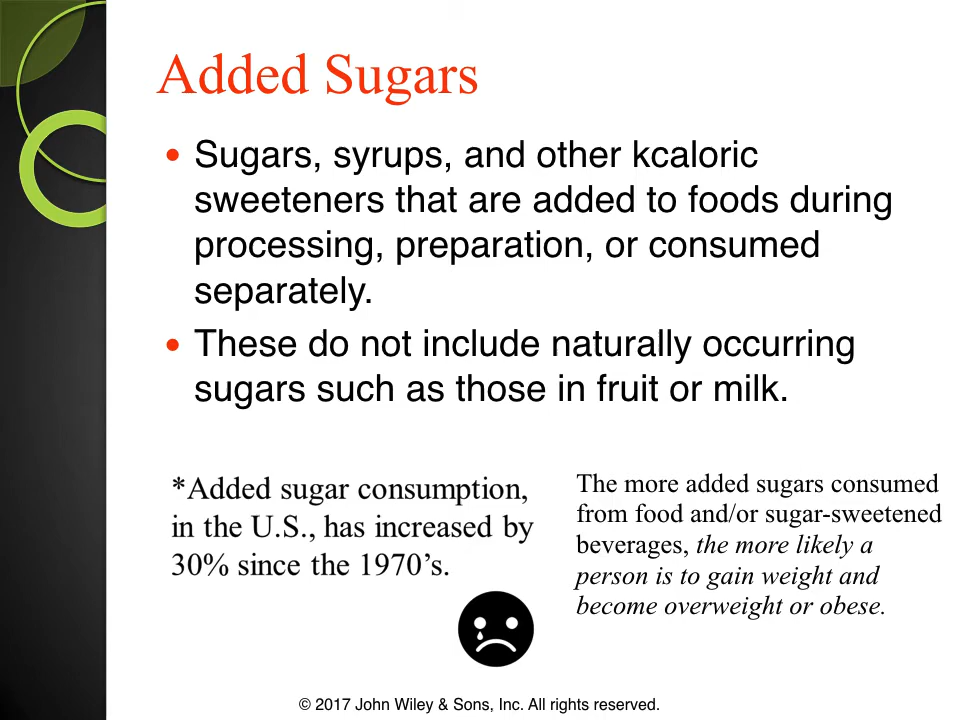 Added Sugars
• Sugars, syrups, and other kcaloric
sweeteners that are added to foods during
processing, preparation, or consumed
separately.
• These do not include naturally occurring
sugars such as those in fruit or milk.
*Added sugar consumption,
in the U.S., has increased by
30% since the 1970’s.
The more added sugars consumed
from food and/or sugar-sweetened
beverages, the more likely a
person is to gain weight and
become overweight or obese.
© 2017 John Wiley & Sons, Inc. All rights reserved.